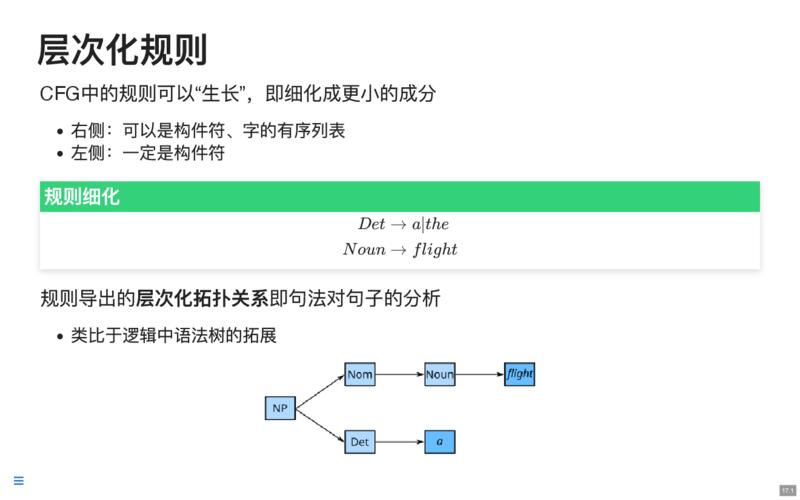 层次化规则
CFG中的规则可以“生长”，即细化成更小的成分
• 右侧：可以是构件符、字的有序列表
• 左侧：一定是构件符
规则细化
Det → a|the
Noun → flight
规则导出的层次化拓扑关系即句法对句子的分析
• 类比于逻辑中语法树的拓展
Nom Noun flight
NP
Det a
17.1